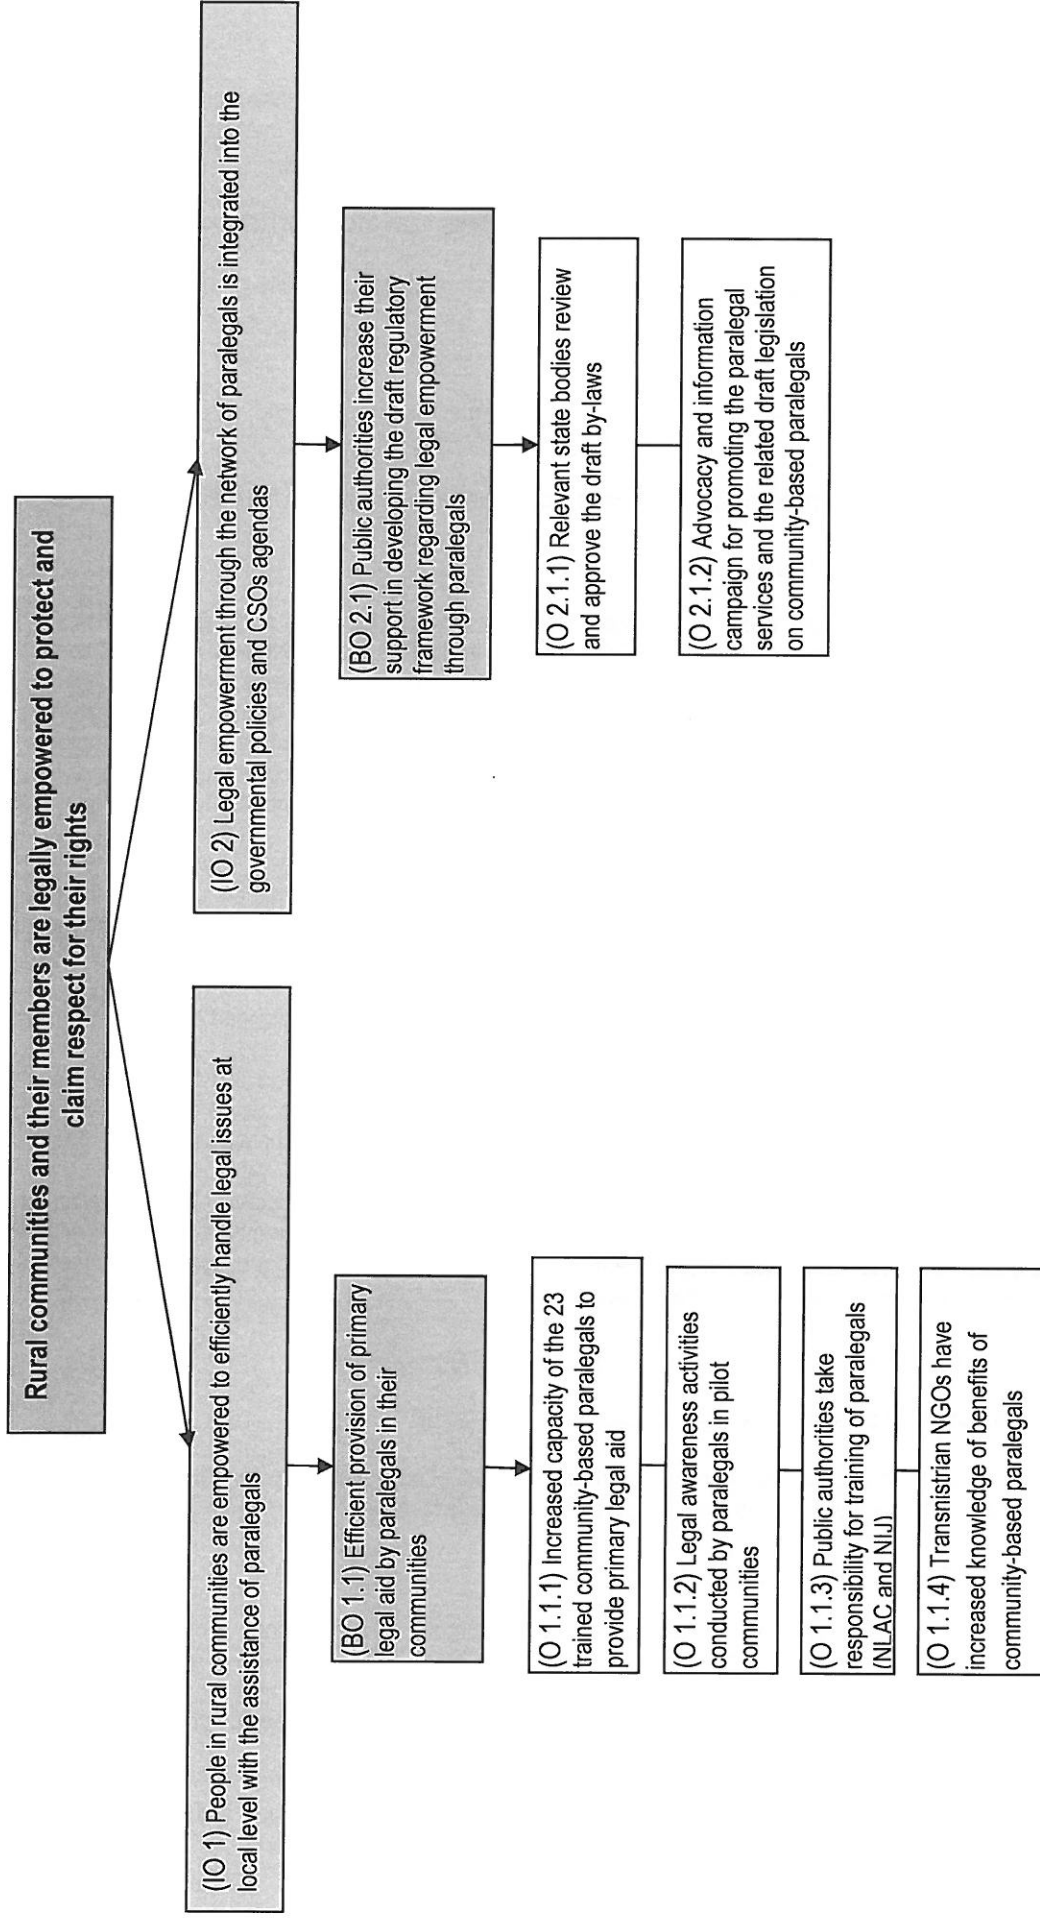 Rural communities and their members are legally empowered to protect and
claim respect for their rights
(IO 1) People in rural communities are empowered to efficiently handle legal issues at
local level with the assistance of paralegals
(BO 1.1) Efficient provision of primary
legal aid by paralegals in their
communities
(O 1.1.1) Increased capacity of the 23
trained community-based paralegals to
provide primary legal aid
(O 1.1.2) Legal awareness activities
conducted by paralegals in pilot
communities
(O 1.1.3) Public authorities take
responsibility for training of paralegals
(NLAC and NIJ)
(O 1.1.4) Transnistrian NGOs have
increased knowledge of benefits of
community-based paralegals
(IO 2) Legal empowerment through the network of paralegals is integrated into the
governmental policies and CSOs agendas
(BO 2.1) Public authorities increase their
support in developing the draft regulatory
framework regarding legal empowerment
through paralegals
(O 2.1.1) Relevant state bodies review
and approve the draft by-laws
(O 2.1.2) Advocacy and information
campaign for promoting the paralegal
services and the related draft legislation
on community-based paralegals